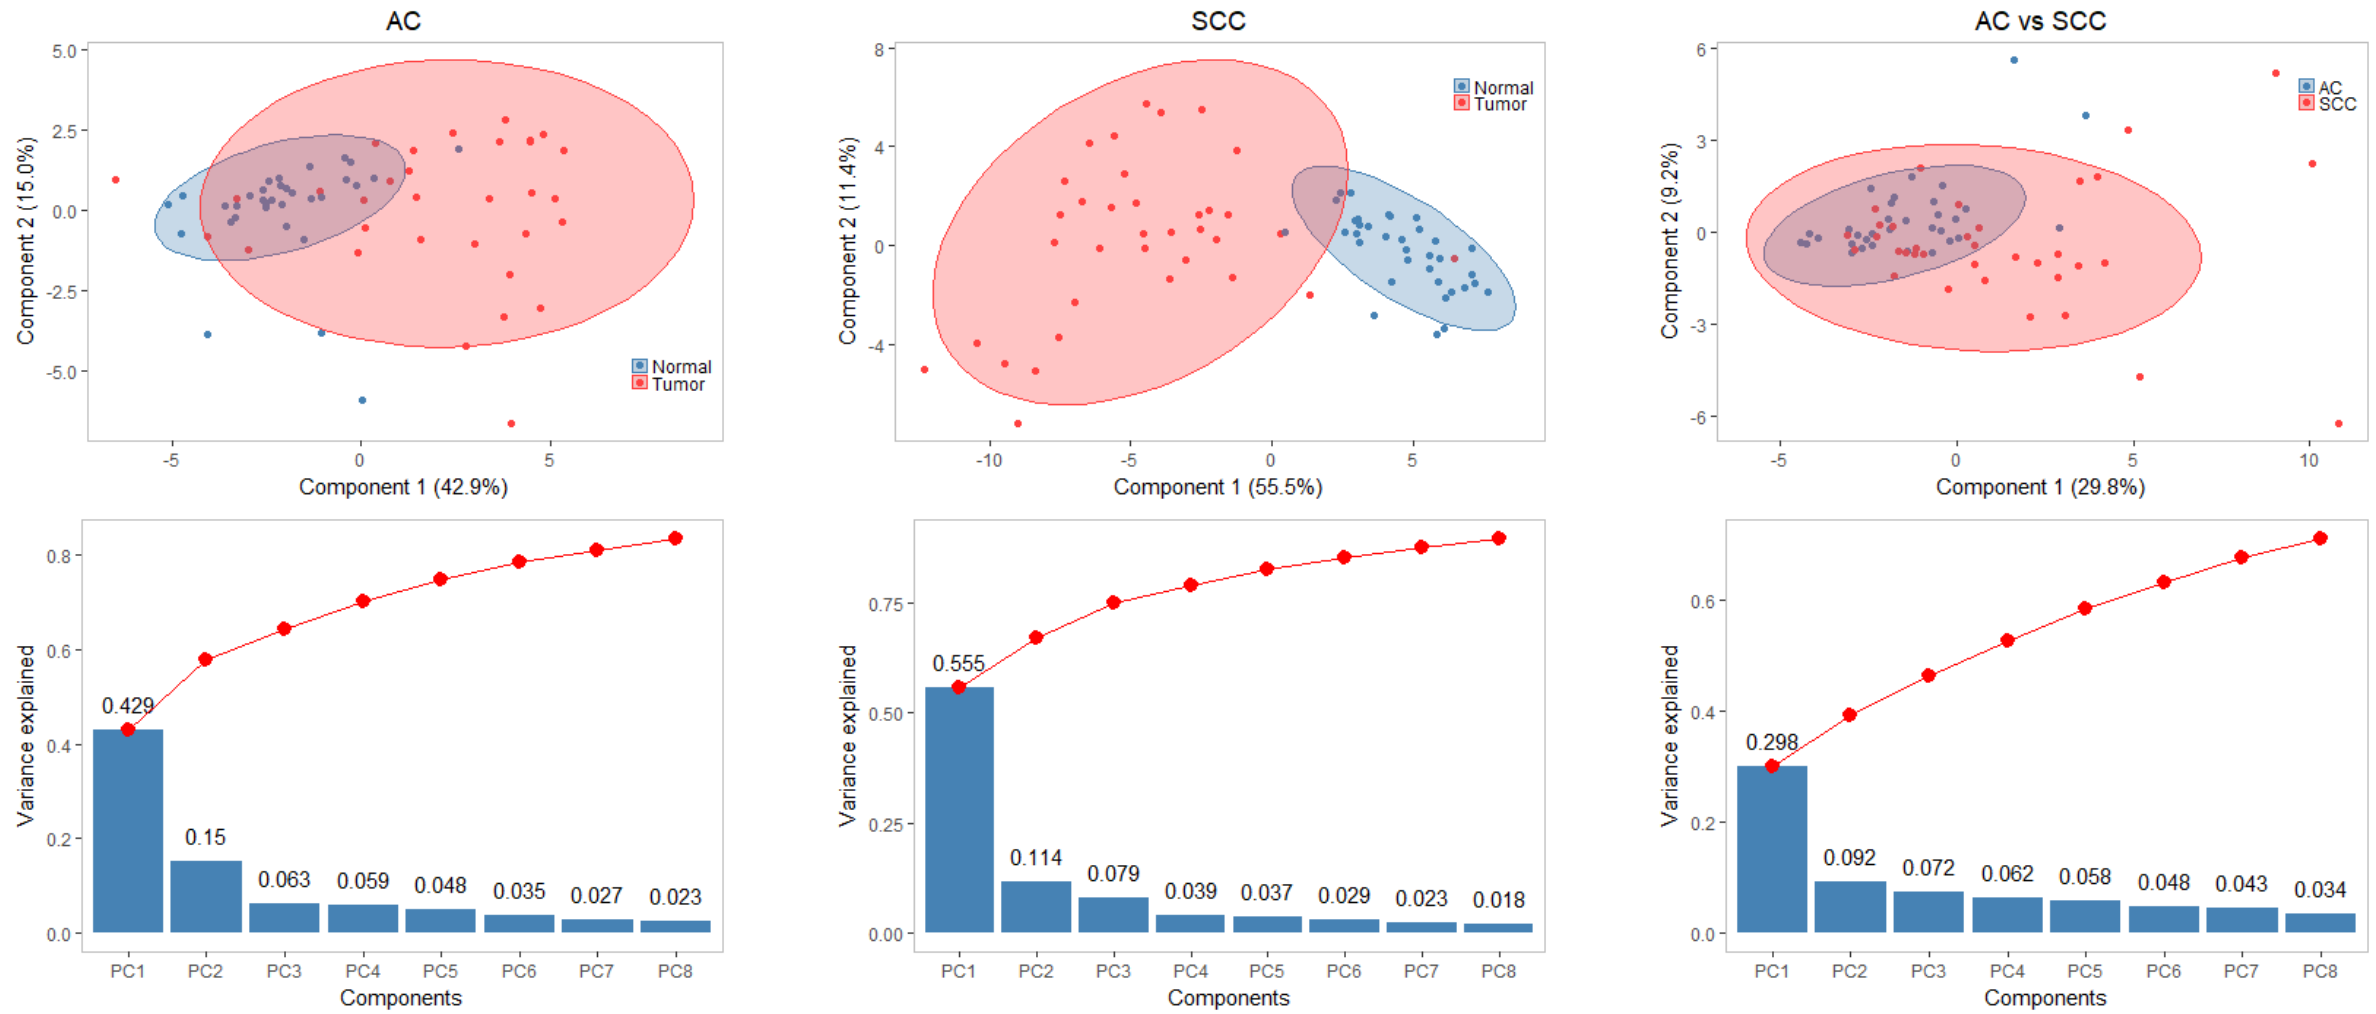 AC
5.0
2.5
0.0
-2.5
-5.0
Component 2 (15.0%)
Normal
Tumor
-5
0
5
Component 1 (42.9%)
SCC
8
4
0
-4
Component 2 (11.4%)
Normal
Tumor
-10
-5
0
5
Component 1 (55.5%)
AC vs SCC
6
3
0
-3
-6
Component 2 (9.2%)
AC
SCC
-5
0
5
10
Component 1 (29.8%)
0.8
0.6
0.4
0.2
0.0
Variance explained
0.429
0.15
0.063
0.059
0.048
0.035
0.027
0.023
PC1 PC2 PC3 PC4 PC5 PC6 PC7 PC8
Components
0.75
0.50
0.25
0.00
Variance explained
0.555
0.114
0.079
0.039
0.037
0.029
0.023
0.018
PC1 PC2 PC3 PC4 PC5 PC6 PC7 PC8
Components
0.6
0.4
0.2
0.0
Variance explained
0.298
0.092
0.072
0.062
0.058
0.048
0.043
0.034
PC1 PC2 PC3 PC4 PC5 PC6 PC7 PC8
Components